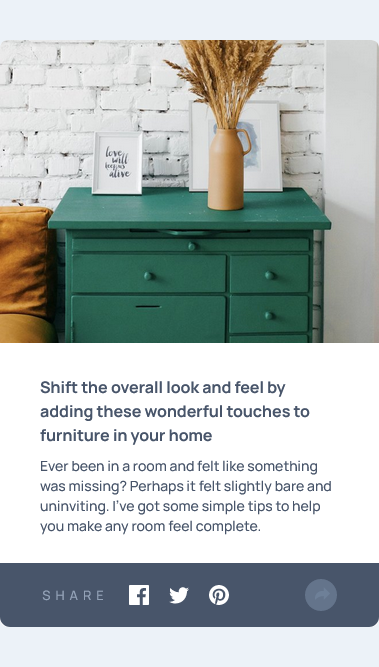 love
will
keep us
alive
Shift the overall look and feel by
adding these wonderful touches to
furniture in your home
Ever been in a room and felt like something
was missing? Perhaps it felt slightly bare and
uninviting. I've got some simple tips to help
you make any room feel complete.
SHARE